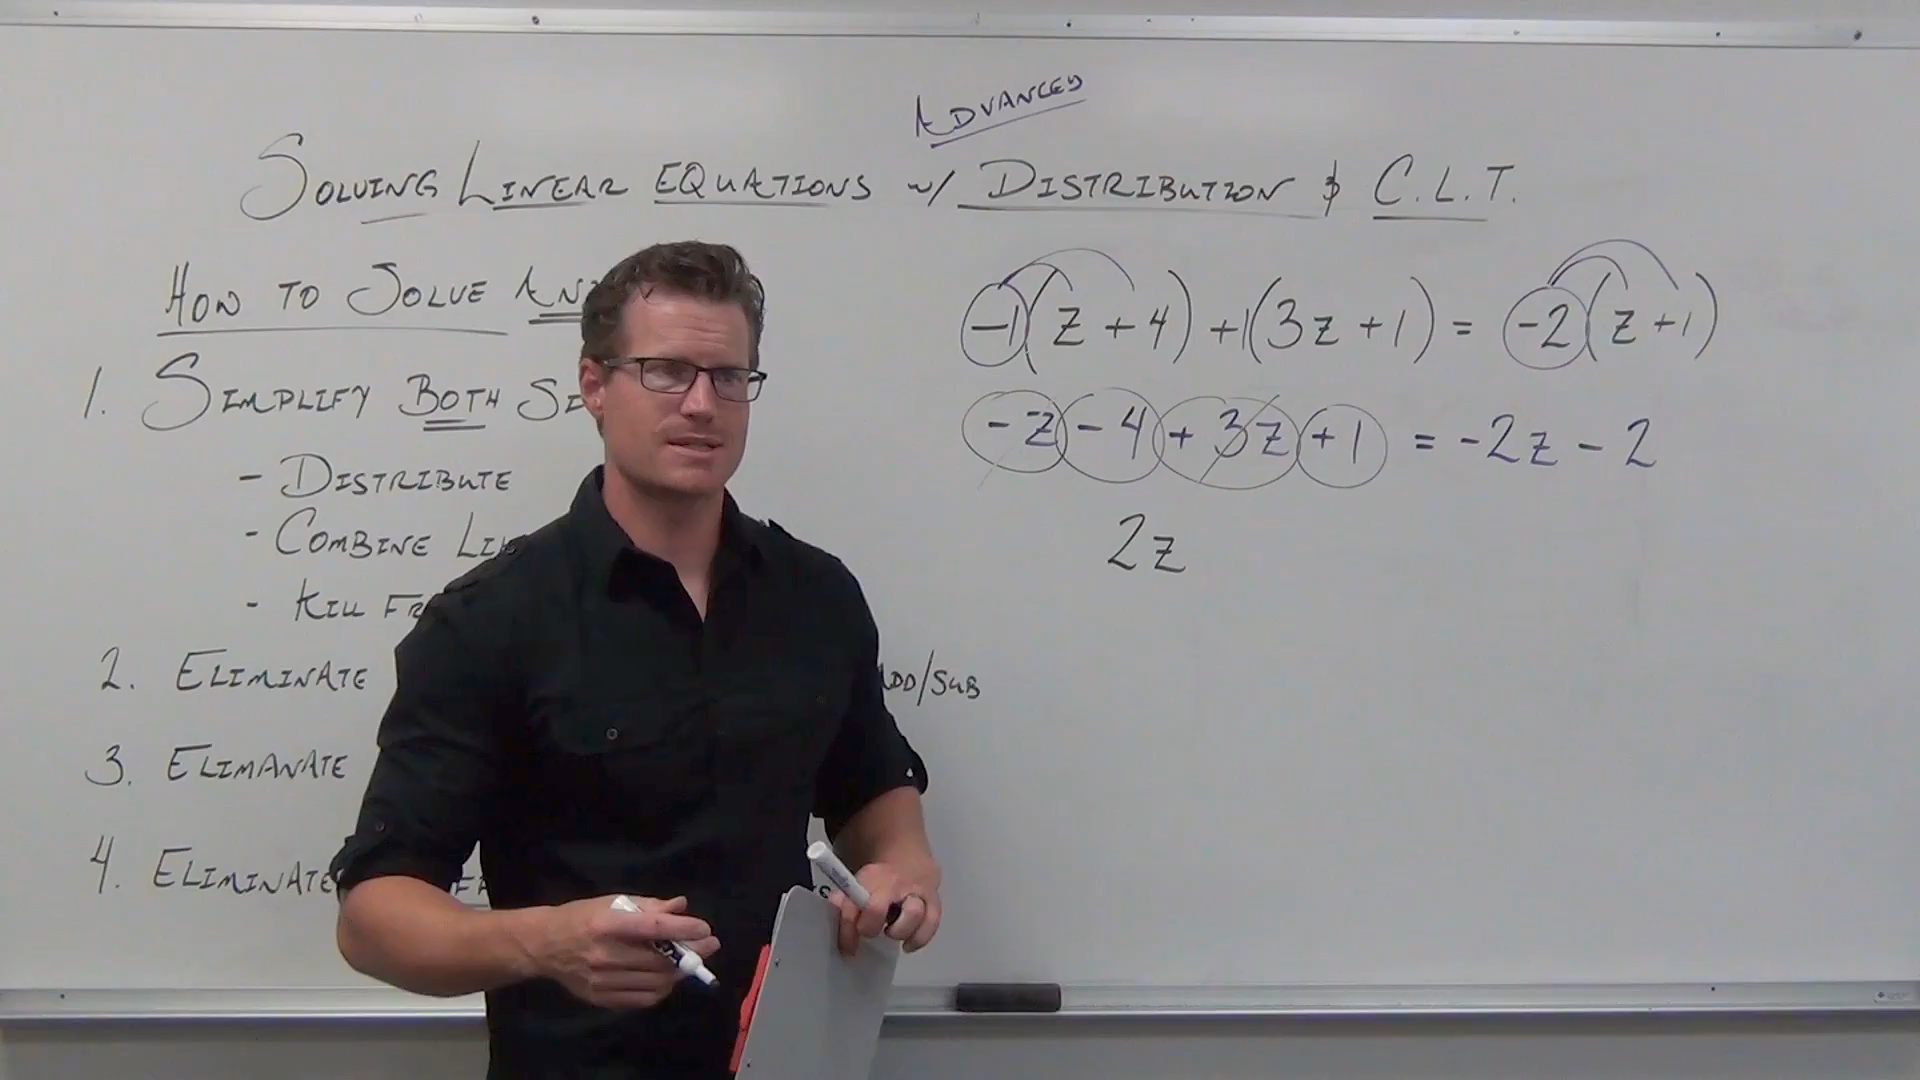 ADVANCED
SOLVING LINEAR EQUATIONS w/ DISTRIBUTION & C.L.T.
HOW TO SOLVE
1. SIMPLIFY BOTH
- DISTRIBUTE
- COMBINE
- KILL
2. ELIMINATE ADD/SUB
3. ELIMANATE
4. ELIMINATE
-1(z+4)+1(3z+1) = -2(z+1)
-z-4+3z+1 = -2z-2
2z